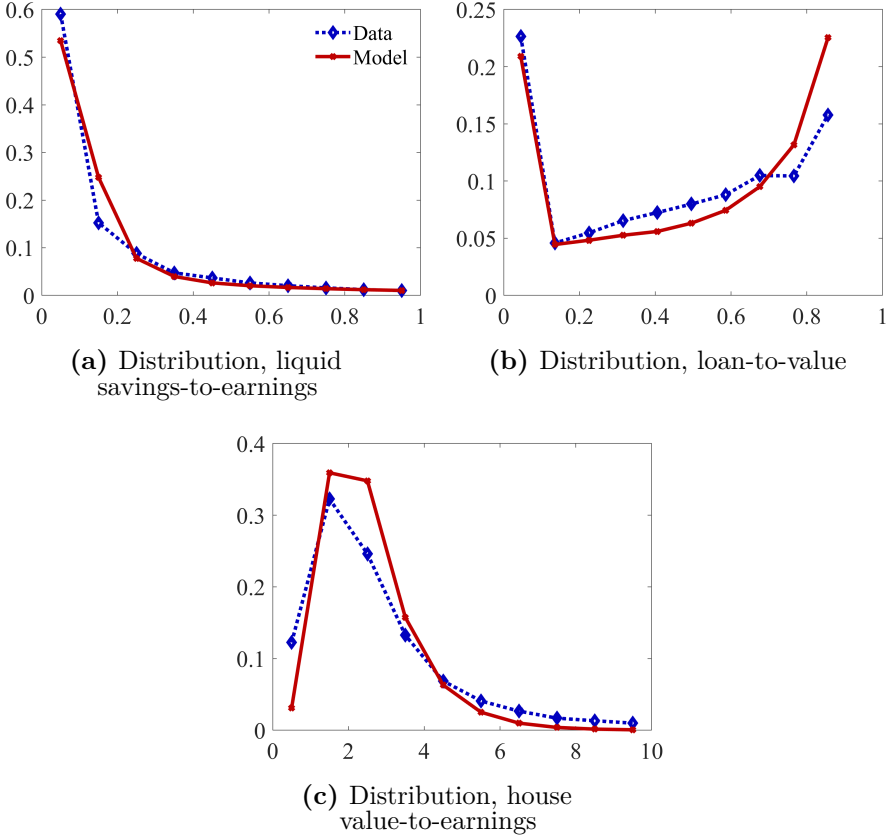 0.6
0.5
0.4
0.3
0.2
0.1
0
0 0.2 0.4 0.6 0.8 1
Data
Model
(a) Distribution, liquid
savings-to-earnings
0.25
0.2
0.15
0.1
0.05
0
0 0.2 0.4 0.6 0.8 1
(b) Distribution, loan-to-value
0.4
0.3
0.2
0.1
0
0 2 4 6 8 10
(c) Distribution, house
value-to-earnings